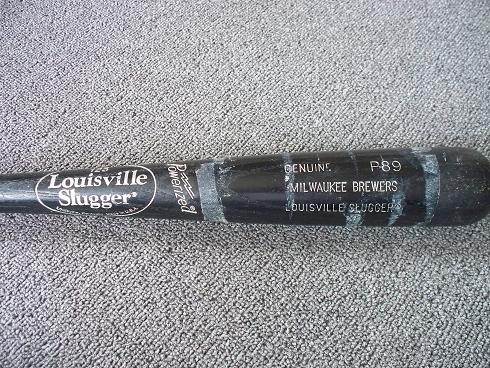 Louisville
Slugger®
Powerized
GENUINE P89
MILWAUKEE BREWERS
LOUISVILLE SLUGGER